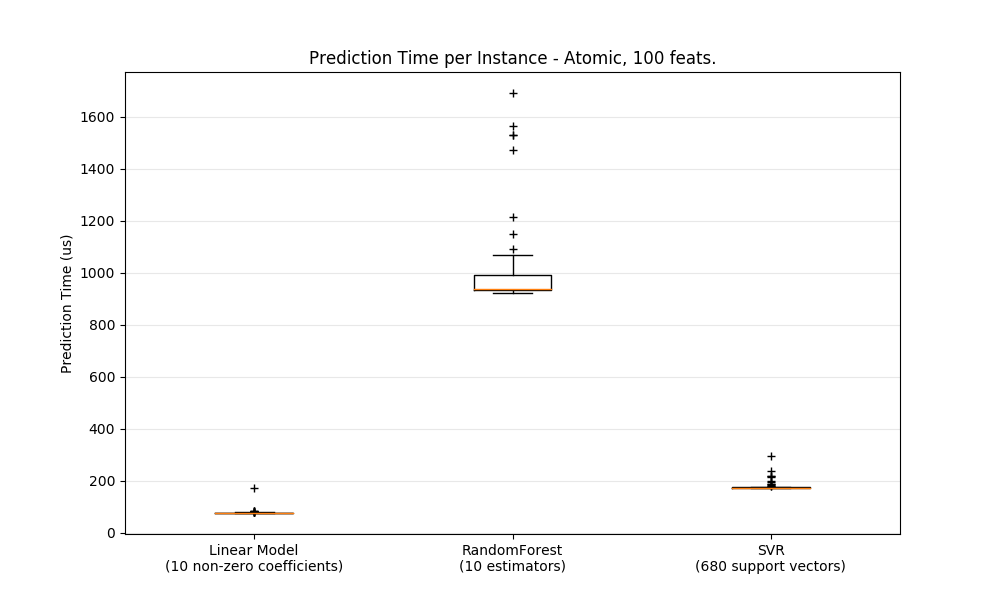 Prediction Time per Instance - Atomic, 100 feats.
Prediction Time (us)
1600
1400
1200
1000
800
600
400
200
0
Linear Model
(10 non-zero coefficients)
RandomForest
(10 estimators)
SVR
(680 support vectors)